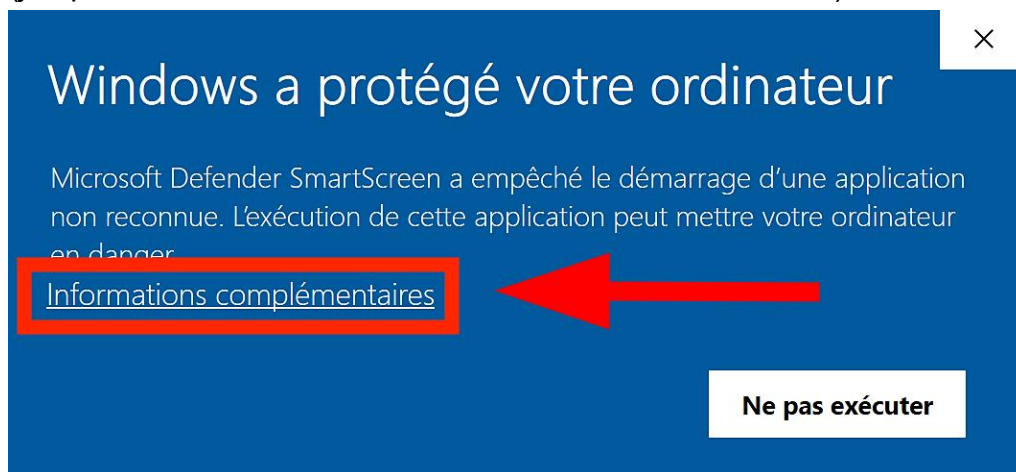 Windows a protégé votre ordinateur
Microsoft Defender SmartScreen a empêché le démarrage d’une application
non reconnue. L’exécution de cette application peut mettre votre ordinateur
en danger
Informations complémentaires
Ne pas exécuter